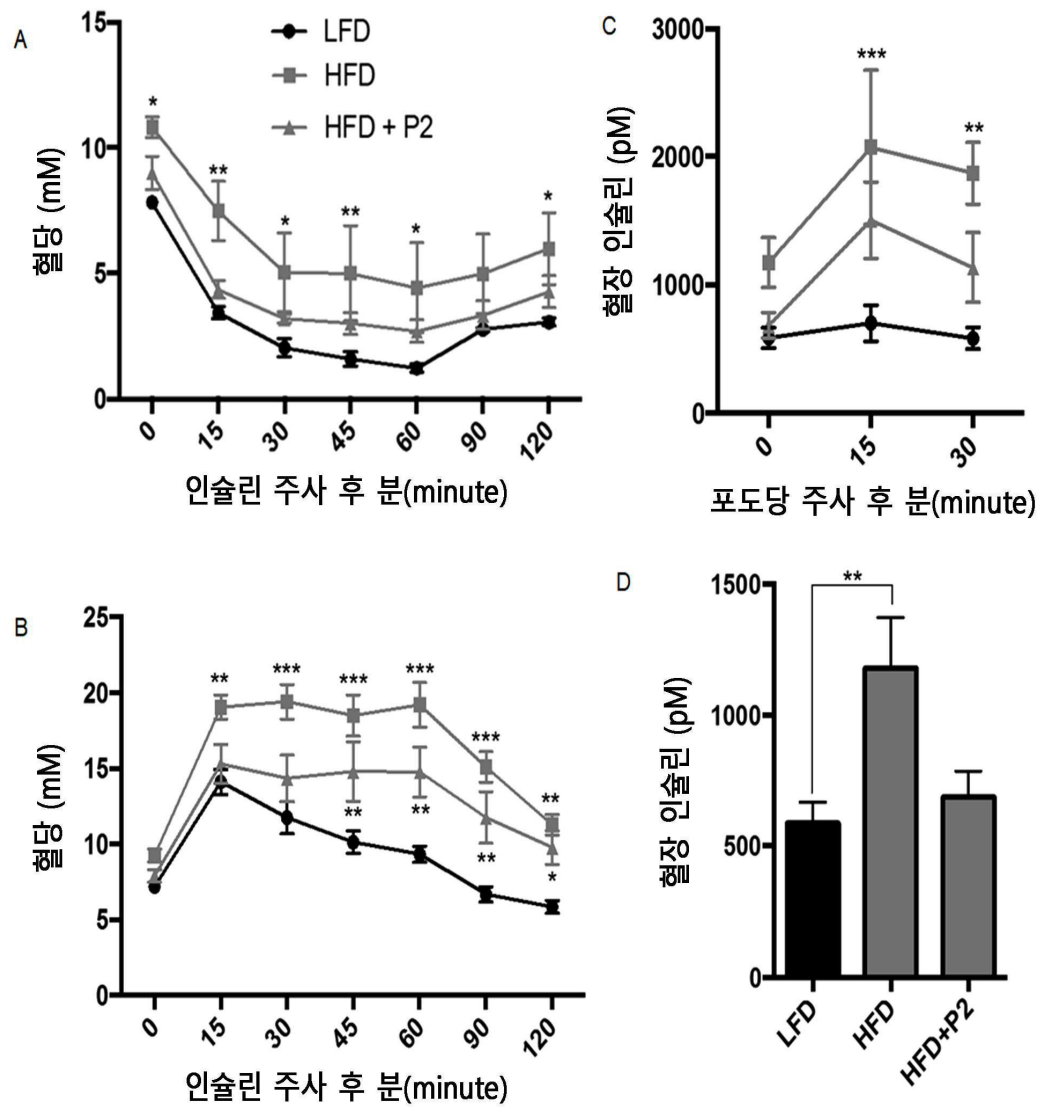 A
LFD
HFD
HFD + P2
15
10
5
0
혈당 (mM)
* ** * ** * *
0 15 30 45 60 90 120
인슐린 주사 후 분(minute)
C
3000
2000
1000
0
혈장 인슐린 (pM)
*** **
0 15 30
포도당 주사 후 분(minute)
B
25
20
15
10
5
0
혈당 (mM)
** *** *** *** *** **
** ** ** *
0 15 30 45 60 90 120
인슐린 주사 후 분(minute)
D
1500
1000
500
0
혈장 인슐린 (pM)
**
LFD HFD HFD+P2